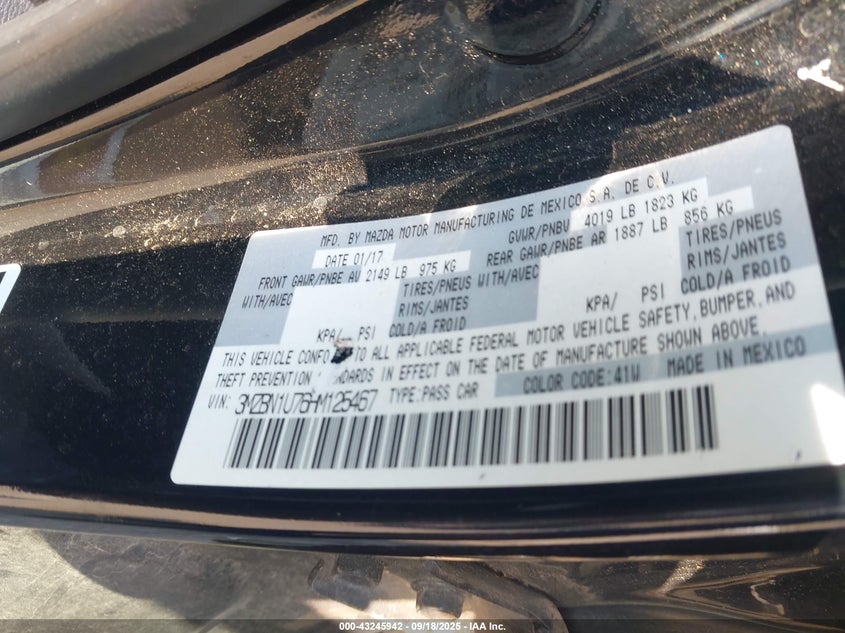 MFD. BY MAZDA MOTOR MANUFACTURING DE MEXICO S.A. DE C.V.
DATE 01/17 GVWR/PNBV 4019 LB 1823 KG
FRONT GAWR/PNBE AV 2149 LB 975 KG REAR GAWR/PNBE AR 1887 LB 856 KG
WITH/AVEC TIRES/PNEUS WITH/AVEC TIRES/PNEUS
RIMS/JANTES RIMS/JANTES
KPA/ PSI COLD/A FROID KPA/ PSI COLD/A FROID
THIS VEHICLE TO ALL APPLICABLE FEDERAL MOTOR VEHICLE SAFETY, BUMPER, AND
THEFT PREVENTION IN EFFECT ON THE DATE OF MANUFACTURE SHOWN ABOVE.
VIN: 3MZBN1U76HM125467 TYPE:PASS CAR COLOR CODE:41W MADE IN MEXICO
000-43245942 - 09/18/2025 - IAA Inc.